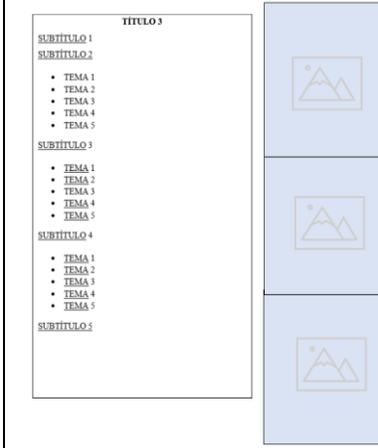 TÍTULO 3
SUBTÍTULO 1
SUBTÍTULO 2
• TEMA 1
• TEMA 2
• TEMA 3
• TEMA 4
• TEMA 5
SUBTÍTULO 3
• TEMA 1
• TEMA 2
• TEMA 3
• TEMA 4
• TEMA 5
SUBTÍTULO 4
• TEMA 1
• TEMA 2
• TEMA 3
• TEMA 4
• TEMA 5
SUBTÍTULO 5